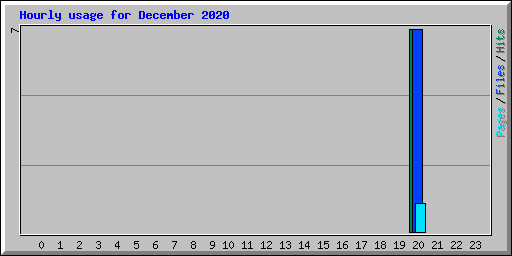 Hourly usage for December 2020
7
Pages/Files/Hits
0 1 2 3 4 5 6 7 8 9 10 11 12 13 14 15 16 17 18 19 20 21 22 23